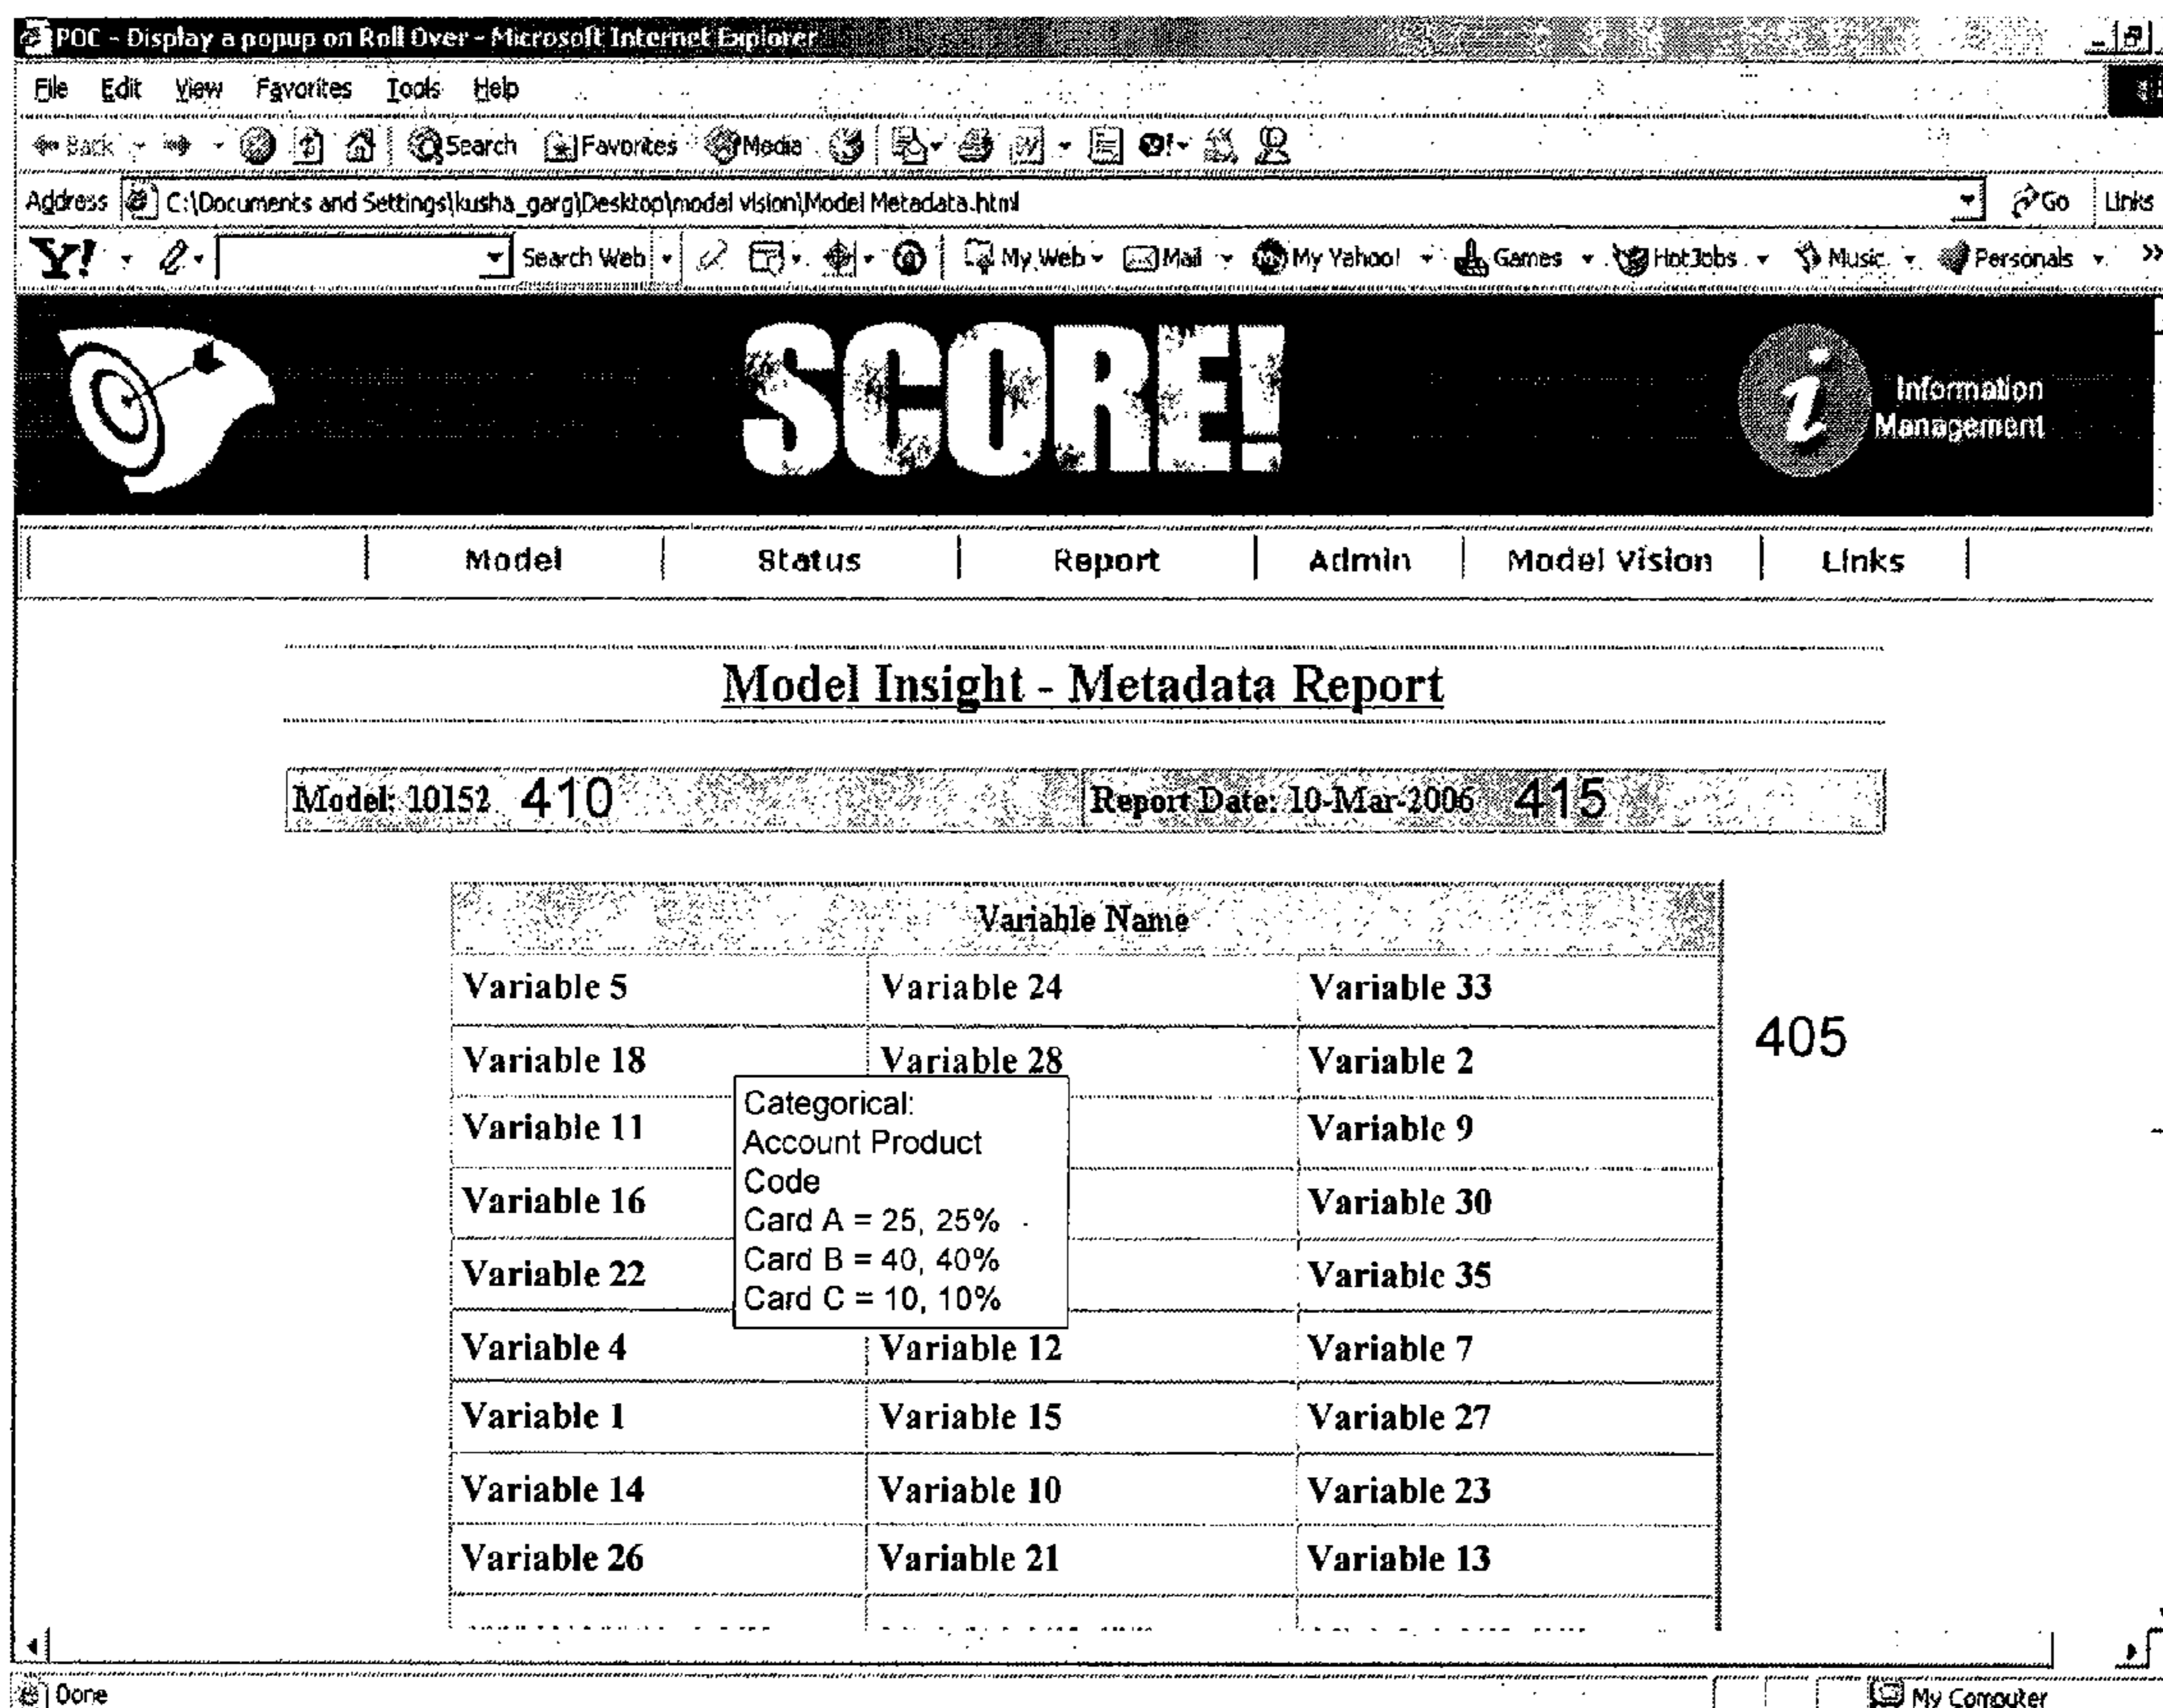 POC - Display a popup on Roll Over - Microsoft Internet Explorer
File Edit View Favorites Tools Help
Back Search Favorites Media
Address C:\Documents and Settings\kusha_garg\Desktop\model vision\Model Metadata.html Go Links
Y! Search Web My Web Mail My Yahoo! Games HotJobs Music Personals »
SCORE!
i Information
Management
Model Status Report Admin Model Vision Links
Model Insight - Metadata Report
Model: 10152 410 Report Date: 10-Mar-2006 415
Variable Name
Variable 5 Variable 24 Variable 33
405
Variable 18 Variable 28 Variable 2
Categorical:
Account Product
Code
Card A = 25, 25%
Card B = 40, 40%
Card C = 10, 10%
Variable 11 Variable 9
Variable 16 Variable 30
Variable 22 Variable 35
Variable 4 Variable 12 Variable 7
Variable 1 Variable 15 Variable 27
Variable 14 Variable 10 Variable 23
Variable 26 Variable 21 Variable 13
Done My Computer